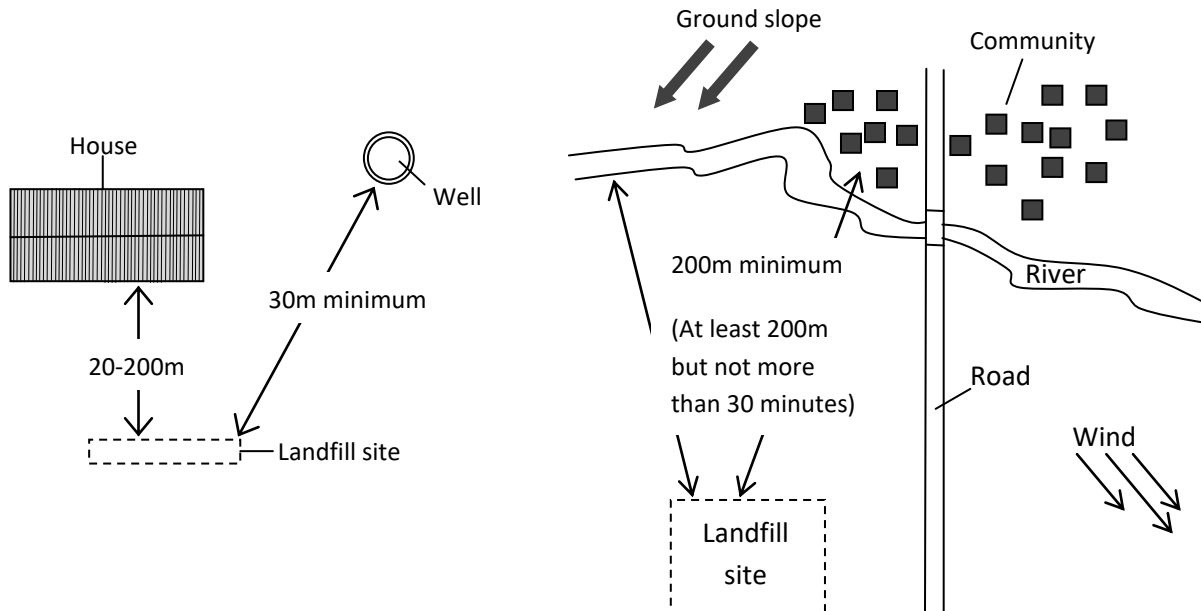 House
Well
30m minimum
20-200m
Landfill site
Ground slope
Community
200m minimum
(At least 200m
but not more
than 30 minutes)
River
Road
Wind
Landfill
site